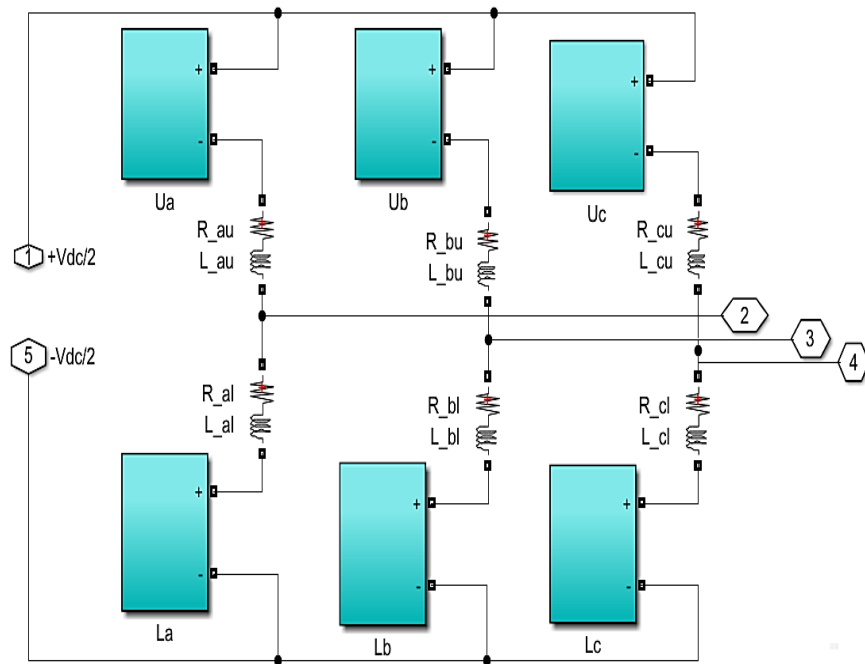 +
-
Ua
+
-
Ub
+
-
Uc
R_au
L_au
R_bu
L_bu
R_cu
L_cu
1 +Vdc/2
2
3
4
5 -Vdc/2
R_al
L_al
R_bl
L_bl
R_cl
L_cl
+
-
La
+
-
Lb
+
-
Lc